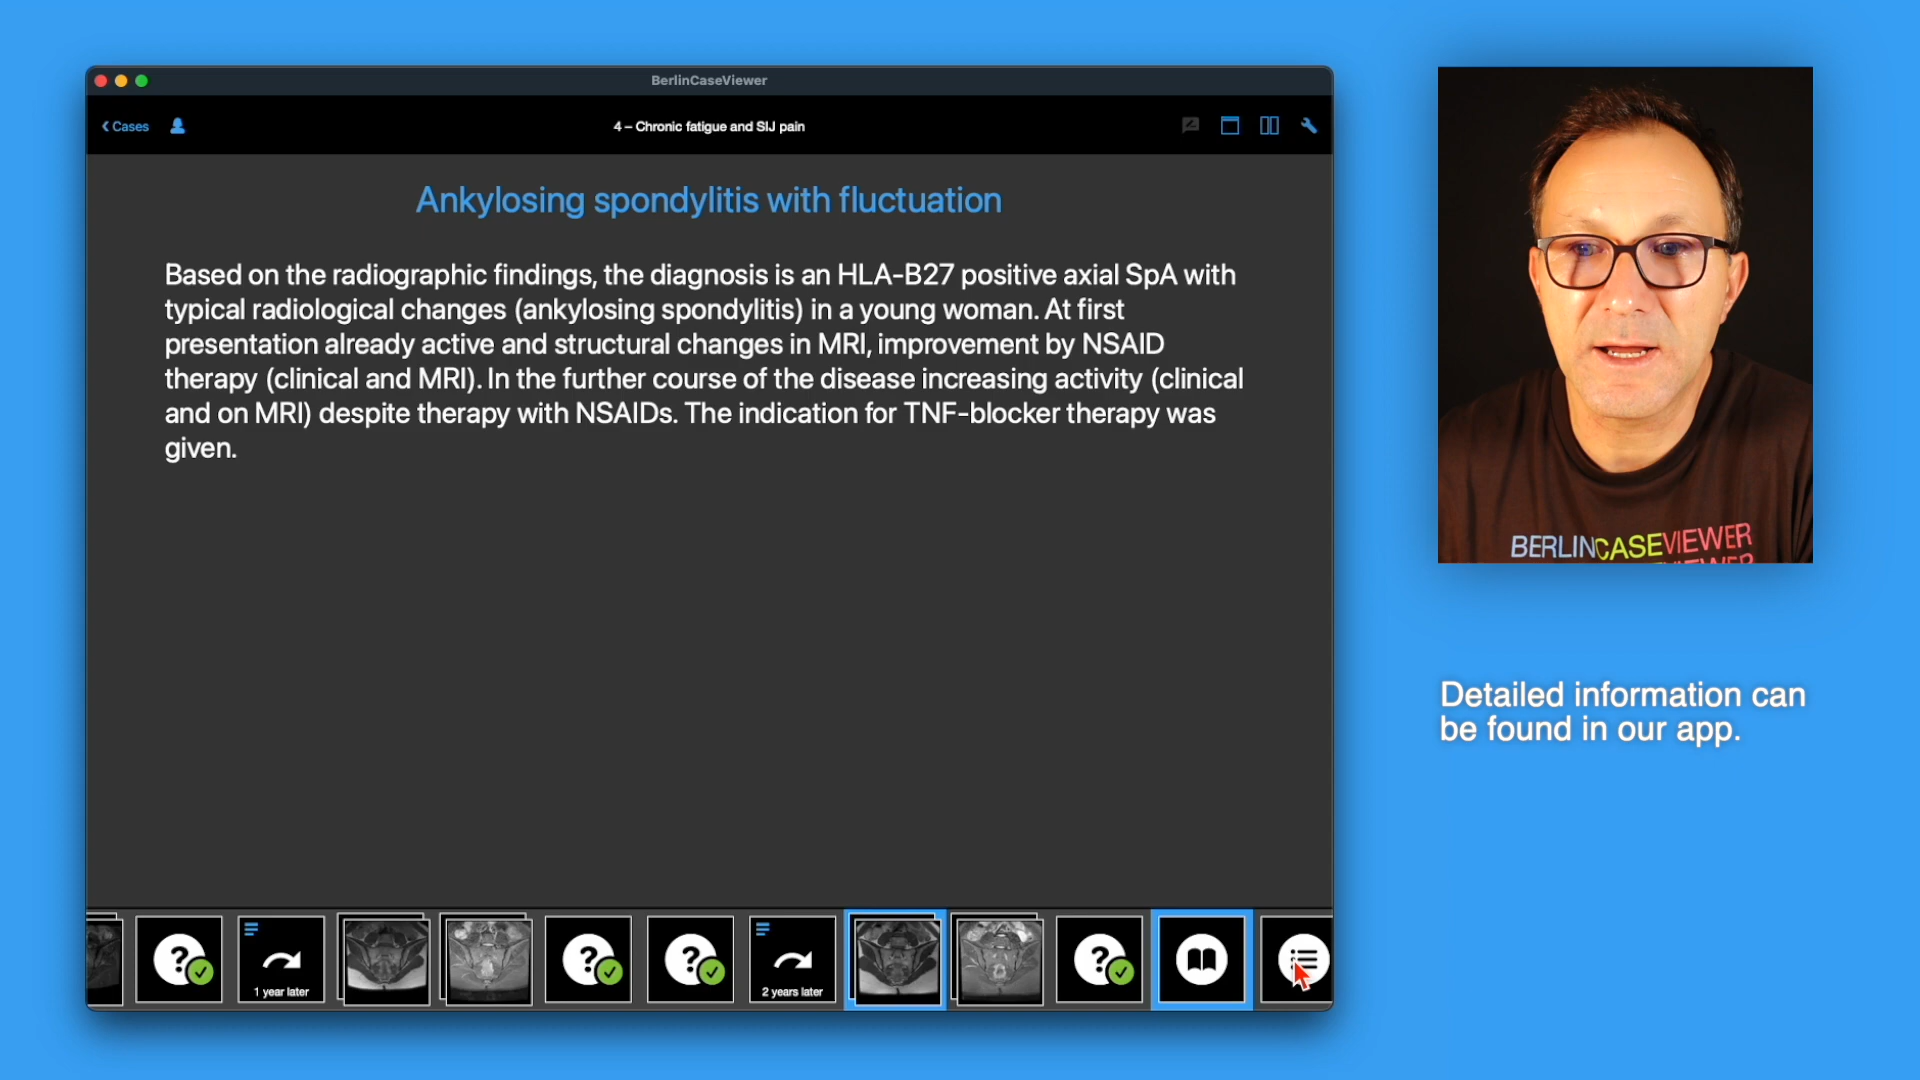 BerlinCaseViewer
Cases
4 – Chronic fatigue and SIJ pain
Ankylosing spondylitis with fluctuation
Based on the radiographic findings, the diagnosis is an HLA-B27 positive axial SpA with
typical radiological changes (ankylosing spondylitis) in a young woman. At first
presentation already active and structural changes in MRI, improvement by NSAID
therapy (clinical and MRI). In the further course of the disease increasing activity (clinical
and on MRI) despite therapy with NSAIDs. The indication for TNF-blocker therapy was
given.
?
1 year later
?
?
2 years later
?
BERLINCASEVIEWER
VIEWER
Detailed information can
be found in our app.